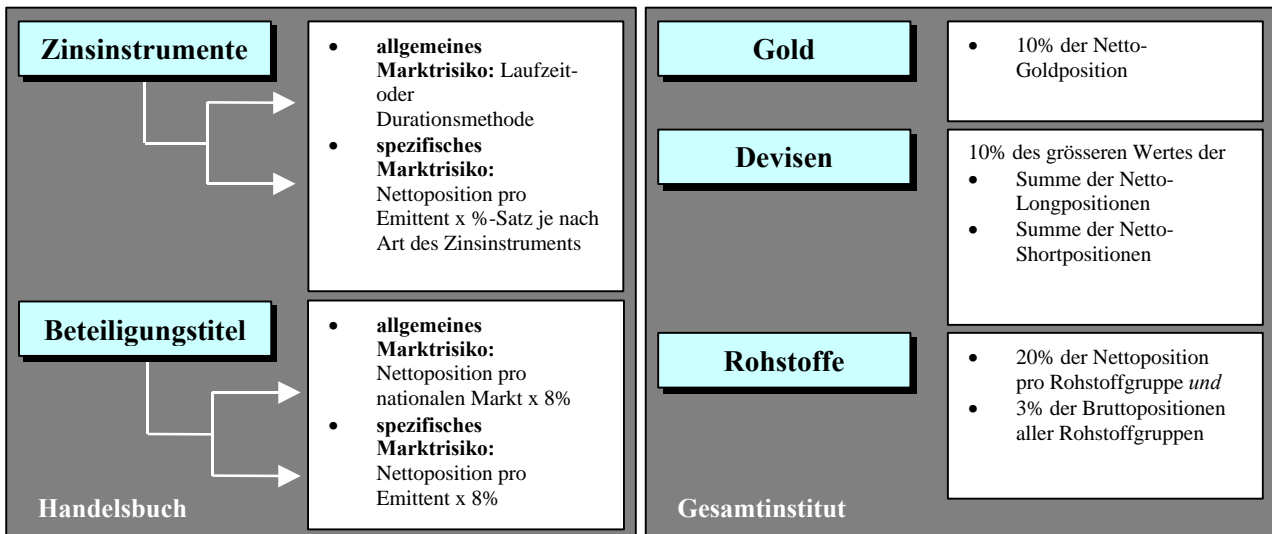 Zinsinstrumente
• allgemeines
Marktrisiko: Laufzeit-
oder
Durationsmethode
• spezifisches
Marktrisiko:
Nettoposition pro
Emittent x %-Satz je nach
Art des Zinsinstruments
Beteiligungstitel
• allgemeines
Marktrisiko:
Nettoposition pro
nationalen Markt x 8%
• spezifisches
Marktrisiko:
Nettoposition pro
Emittent x 8%
Handelsbuch
Gold
• 10% der Netto-
Goldposition
Devisen
10% des grösseren Wertes der
• Summe der Netto-
Longpositionen
• Summe der Netto-
Shortpositionen
Rohstoffe
• 20% der Nettoposition
pro Rohstoffgruppe und
• 3% der Bruttopositionen
aller Rohstoffgruppen
Gesamtinstitut